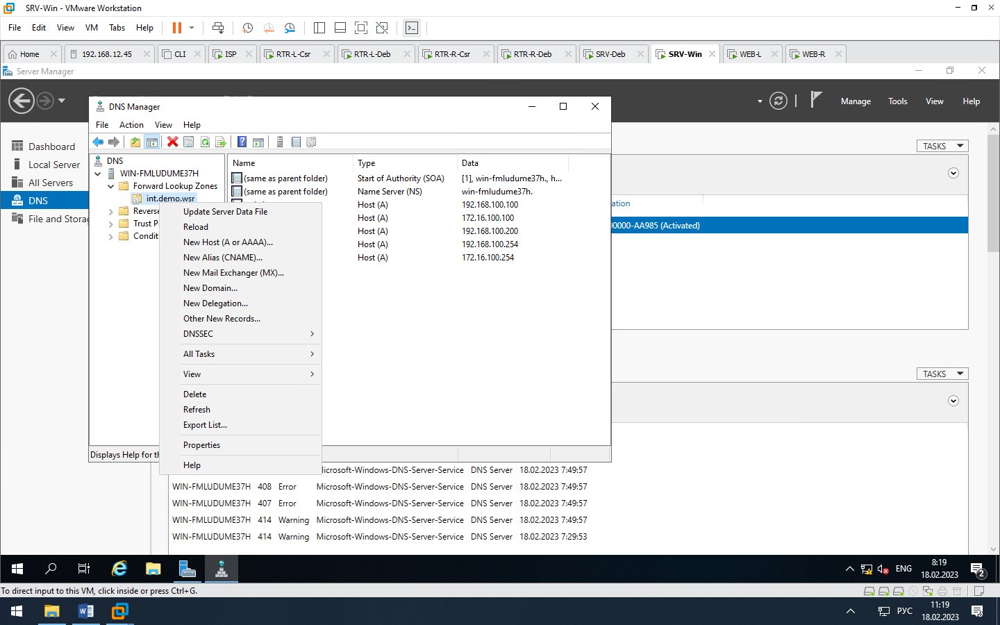 SRV-Win - VMware Workstation
File Edit View VM Tabs Help
Home 192.168.12.45 CLI ISP RTR-L-Csr RTR-L-Deb RTR-R-Csr RTR-R-Deb SRV-Deb SRV-Win WEB-L WEB-R
Server Manager
Manage Tools View Help
DNS Manager
File Action View Help
Dashboard
Local Server
All Servers
DNS
File and Storag
DNS
WIN-FMLUDUME37H
Forward Lookup Zones
int.demo.wsr
Reverse
Trust P
Condit
Name Type Data
(same as parent folder) Start of Authority (SOA) [1], win-fmludume37h., h...
(same as parent folder) Name Server (NS) win-fmludume37h.
Host (A) 192.168.100.100
Host (A) 172.16.100.100
Host (A) 192.168.100.200
Host (A) 192.168.100.254
Host (A) 172.16.100.254
Update Server Data File
Reload
New Host (A or AAAA)...
New Alias (CNAME)...
New Mail Exchanger (MX)...
New Domain...
New Delegation...
Other New Records...
DNSSEC
All Tasks
View
Delete
Refresh
Export List...
Properties
Help
Displays Help for th
TASKS
ation
00000-AA985 (Activated)
TASKS
icrosoft-Windows-DNS-Server-Service DNS Server 18.02.2023 7:49:57
WIN-FMLUDUME37H 408 Error Microsoft-Windows-DNS-Server-Service DNS Server 18.02.2023 7:49:57
WIN-FMLUDUME37H 407 Error Microsoft-Windows-DNS-Server-Service DNS Server 18.02.2023 7:49:57
WIN-FMLUDUME37H 414 Warning Microsoft-Windows-DNS-Server-Service DNS Server 18.02.2023 7:49:57
WIN-FMLUDUME37H 414 Warning Microsoft-Windows-DNS-Server-Service DNS Server 18.02.2023 7:29:53
ENG
8:19
18.02.2023
2
To direct input to this VM, click inside or press Ctrl+G.
РУС
11:19
18.02.2023